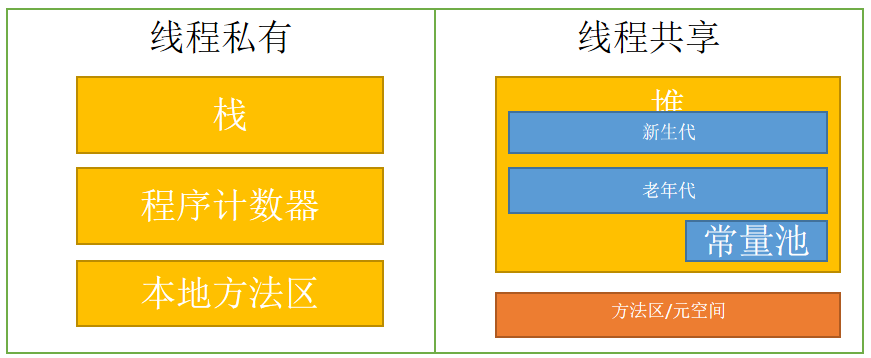 线程私有
栈
程序计数器
本地方法区
线程共享
堆
新生代
老年代
常量池
方法区/元空间